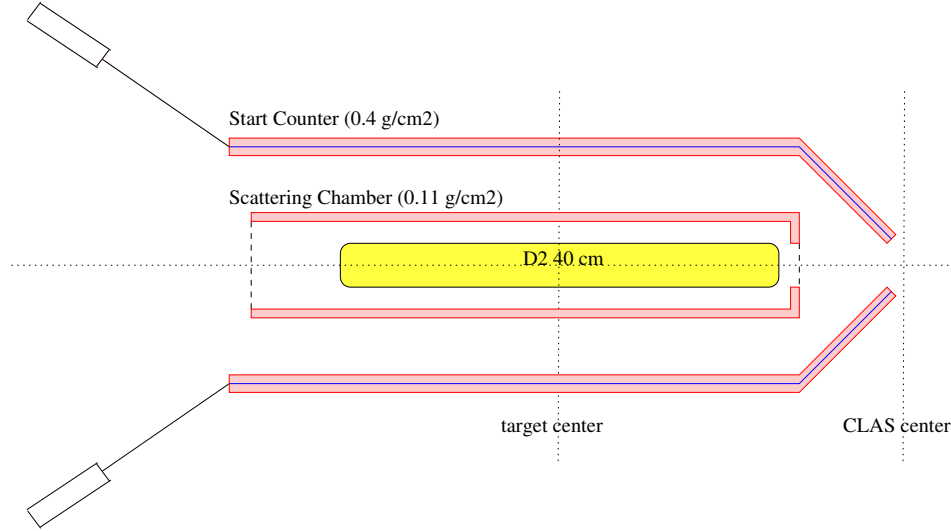 Start Counter (0.4 g/cm2)
Scattering Chamber (0.11 g/cm2)
D2 40 cm
target center
CLAS center